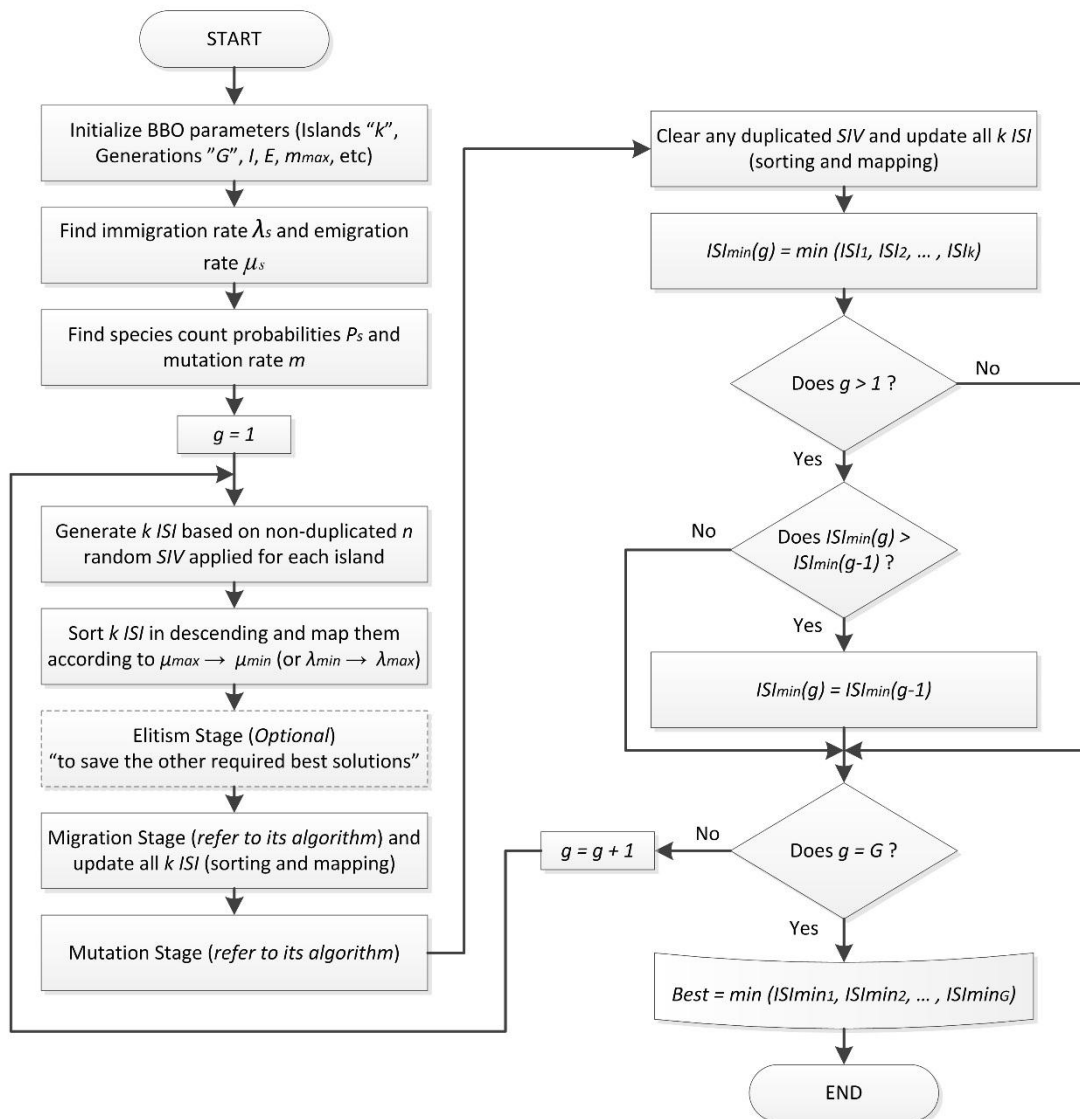 START
Initialize BBO parameters (Islands “k”,
Generations ”G”, I, E, mmax, etc)
Find immigration rate λs and emigration
rate μs
Find species count probabilities Ps and
mutation rate m
g = 1
Generate k ISI based on non-duplicated n
random SIV applied for each island
Sort k ISI in descending and map them
according to μmax → μmin (or λmin → λmax)
Elitism Stage (Optional)
“to save the other required best solutions”
Migration Stage (refer to its algorithm) and
update all k ISI (sorting and mapping)
Mutation Stage (refer to its algorithm)
Clear any duplicated SIV and update all k ISI
(sorting and mapping)
ISImin(g) = min (ISI1, ISI2, … , ISIk)
Does g > 1 ?
No
Yes
Does ISImin(g) >
ISImin(g-1) ?
No
Yes
ISImin(g) = ISImin(g-1)
Does g = G ?
No
g = g + 1
Yes
Best = min (ISImin1, ISImin2, … , ISIminG)
END